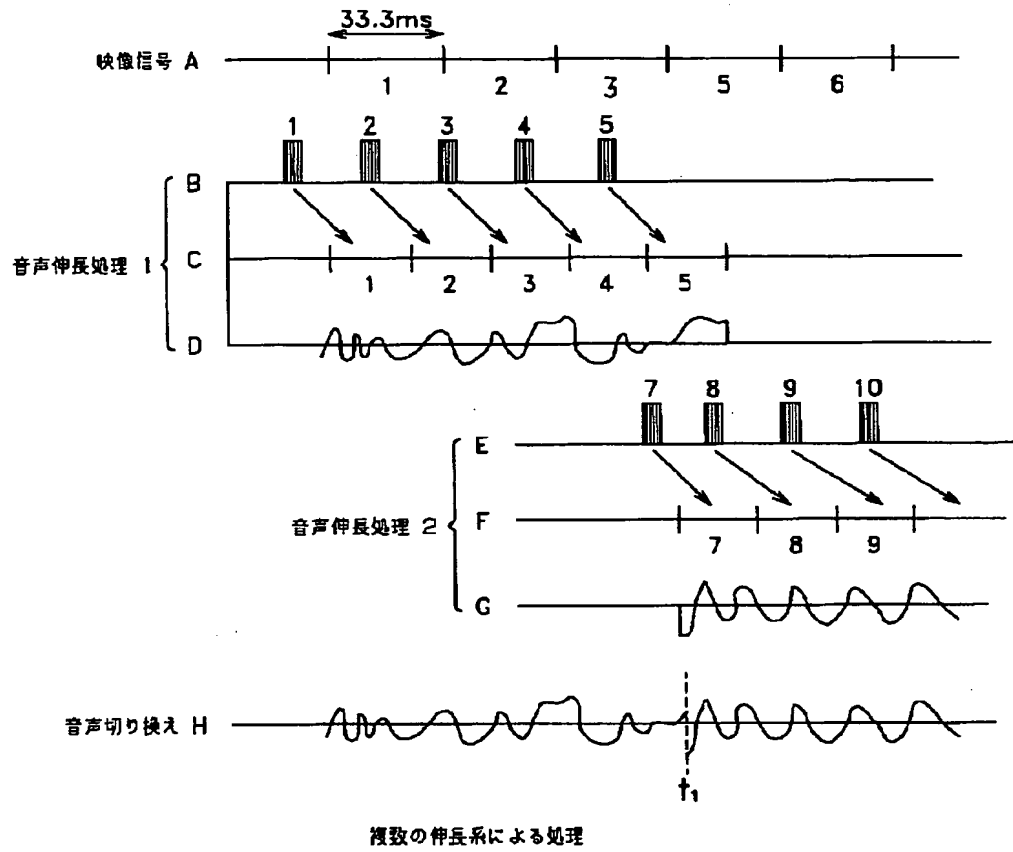 33.3ms
映像信号 A
1 2 3 5 6
1 2 3 4 5
B
音声伸長処理 1
C
1 2 3 4 5
D
7 8 9 10
E
音声伸長処理 2
F
7 8 9
G
音声切り換え H
t1
複数の伸長系による処理